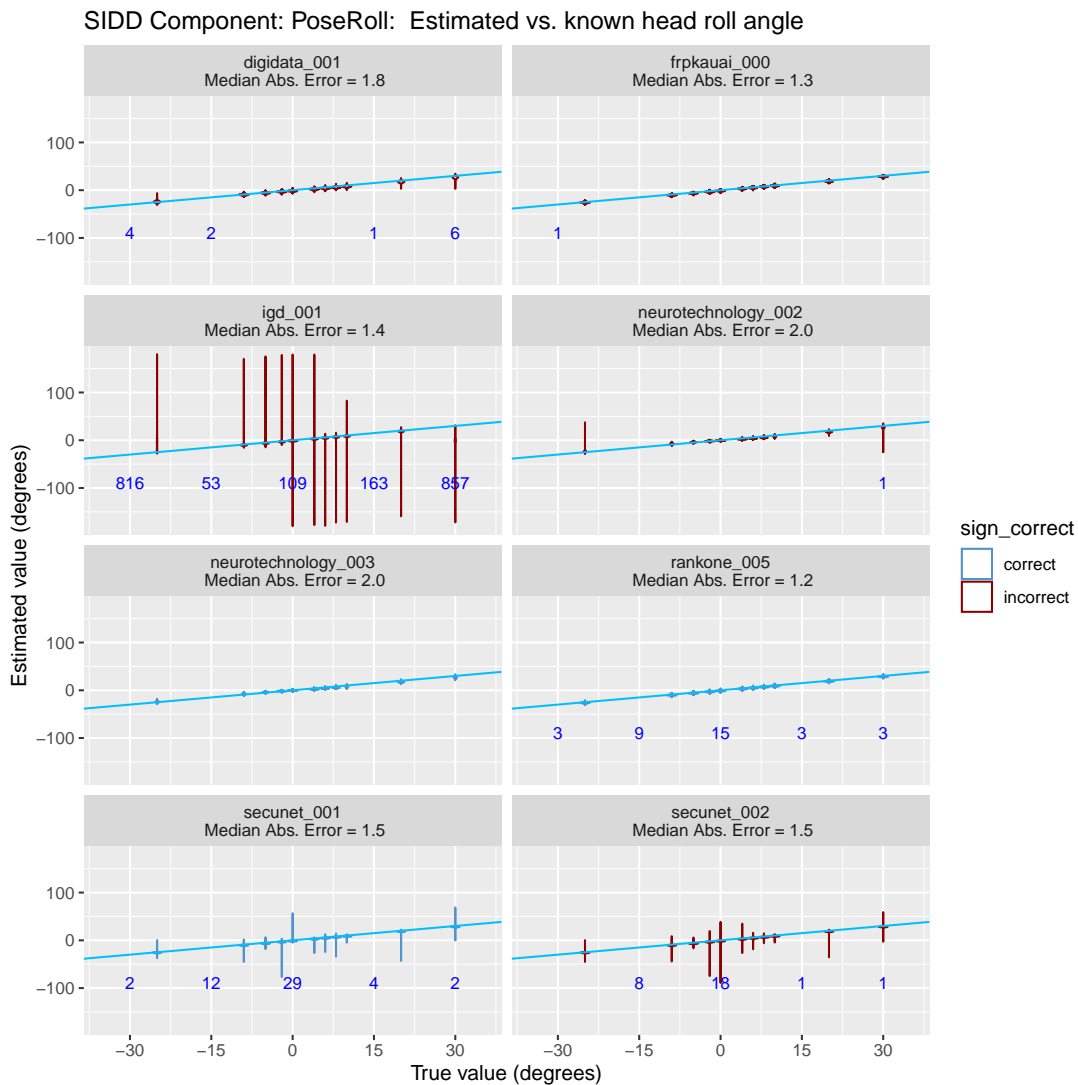 SIDD Component: PoseRoll:  Estimated vs. known head roll angle
digidata_001
Median Abs. Error = 1.8
frpkauai_000
Median Abs. Error = 1.3
100
0
−100
4 2 1 6
1
igd_001
Median Abs. Error = 1.4
neurotechnology_002
Median Abs. Error = 2.0
100
0
−100
816 53 109 163 857
1
neurotechnology_003
Median Abs. Error = 2.0
rankone_005
Median Abs. Error = 1.2
100
0
−100
3 9 15 3 3
secunet_001
Median Abs. Error = 1.5
secunet_002
Median Abs. Error = 1.5
100
0
−100
2 12 29 4 2
8 18 1 1
−30 −15 0 15 30
−30 −15 0 15 30
True value (degrees)
Estimated value (degrees)
sign_correct
correct
incorrect